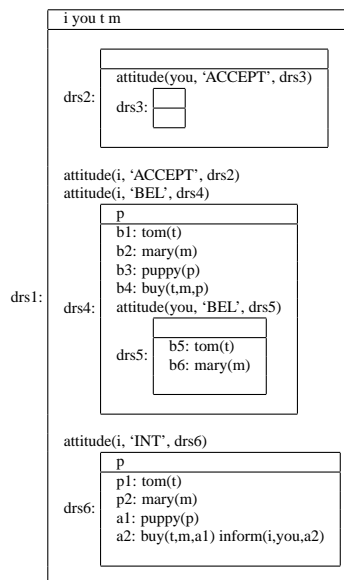 i you t m
attitude(you, ‘ACCEPT’, drs3)
drs2:
drs3:
attitude(i, ‘ACCEPT’, drs2)
attitude(i, ‘BEL’, drs4)
p
b1: tom(t)
b2: mary(m)
b3: puppy(p)
b4: buy(t,m,p)
drs1:
drs4:
attitude(you, ‘BEL’, drs5)
drs5:
b5: tom(t)
b6: mary(m)
attitude(i, ‘INT’, drs6)
p
p1: tom(t)
p2: mary(m)
drs6:
a1: puppy(p)
a2: buy(t,m,a1) inform(i,you,a2)